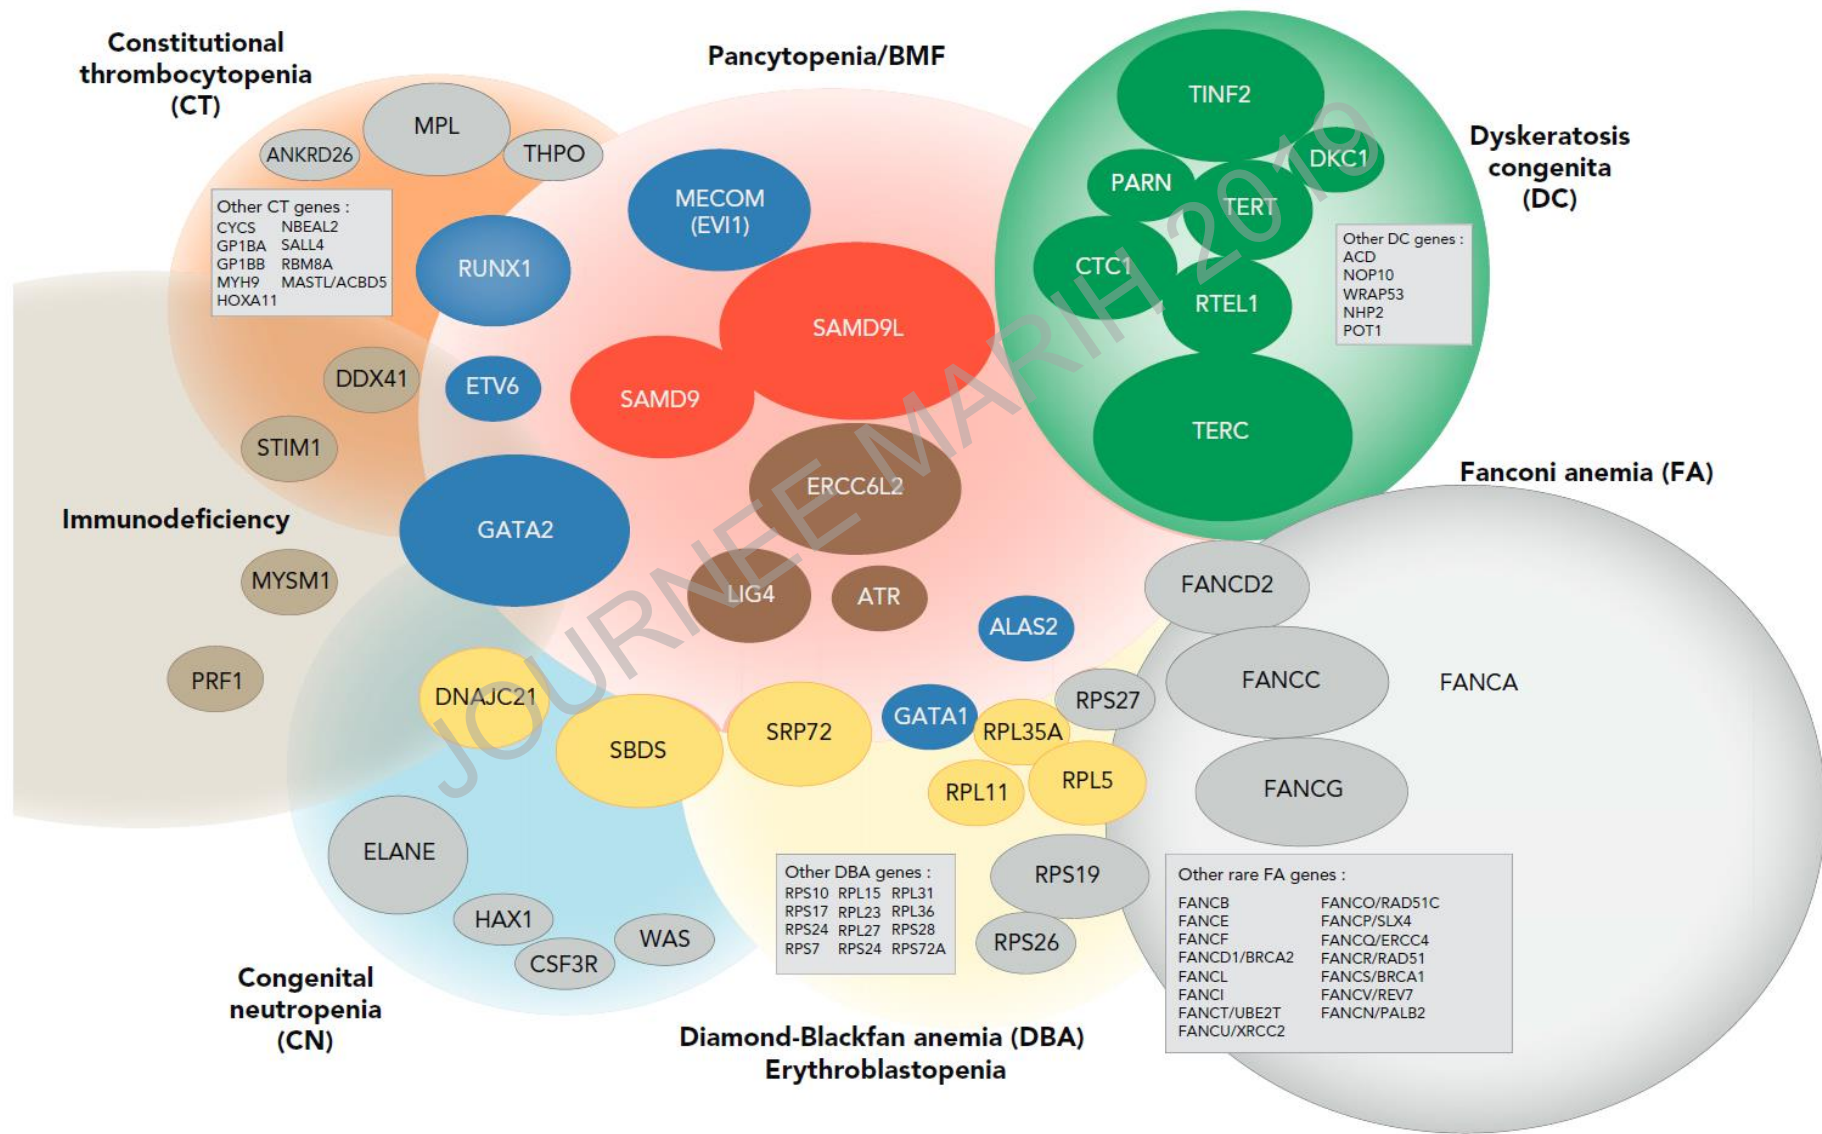 Constitutional
thrombocytopenia
(CT)
Pancytopenia/BMF
Dyskeratosis
congenita
(DC)
Fanconi anemia (FA)
Immunodeficiency
Congenital
neutropenia
(CN)
Diamond-Blackfan anemia (DBA)
Erythroblastopenia
MPL
ANKRD26
THPO
Other CT genes :
CYCS NBEAL2
GP1BA SALL4
GP1BB RBM8A
MYH9 MASTL/ACBD5
HOXA11
RUNX1
DDX41
ETV6
STIM1
GATA2
MYSM1
PRF1
MECOM
(EVI1)
SAMD9L
SAMD9
ERCC6L2
LIG4
ATR
ALAS2
TINF2
DKC1
PARN
TERT
CTC1
RTEL1
TERC
Other DC genes :
ACD
NOP10
WRAP53
NHP2
POT1
FANCD2
FANCC
FANCA
FANCG
DNAJC21
SBDS
SRP72
GATA1
RPS27
RPL35A
RPL11
RPL5
RPS19
RPS26
ELANE
HAX1
CSF3R
WAS
Other DBA genes :
RPS10 RPL15 RPL31
RPS17 RPL23 RPL36
RPS24 RPL27 RPS28
RPS7 RPS24 RPS72A
Other rare FA genes :
FANCB FANCO/RAD51C
FANCE FANCP/SLX4
FANCF FANCQ/ERCC4
FANCD1/BRCA2 FANCR/RAD51
FANCL FANCS/BRCA1
FANCI FANCV/REV7
FANCT/UBE2T FANCN/PALB2
FANCU/XRCC2
JOURNEE MARIH 2019